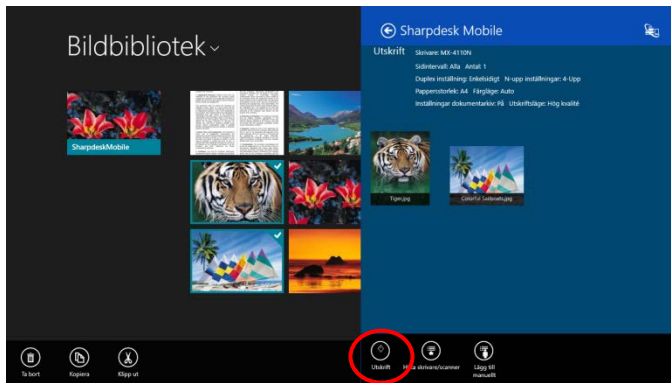 Bildbibliotek
SharpdeskMobile
Ta bort
Kopiera
Klipp ut
Sharpdesk Mobile
Utskrift
Skrivare: MX-4110N
Sidintervall: Alla Antal: 1
Duplex inställning: Enkelsidigt N-upp inställningar: 4-Upp
Pappersstorlek: A4 Färgläge: Auto
Inställningar dokumentarkiv: På Utskriftsläge: Hög kvalité
Tiger.jpg
Colorful Sailboats.jpg
Utskrift
skrivare/scanner
Lägg till
manuellt